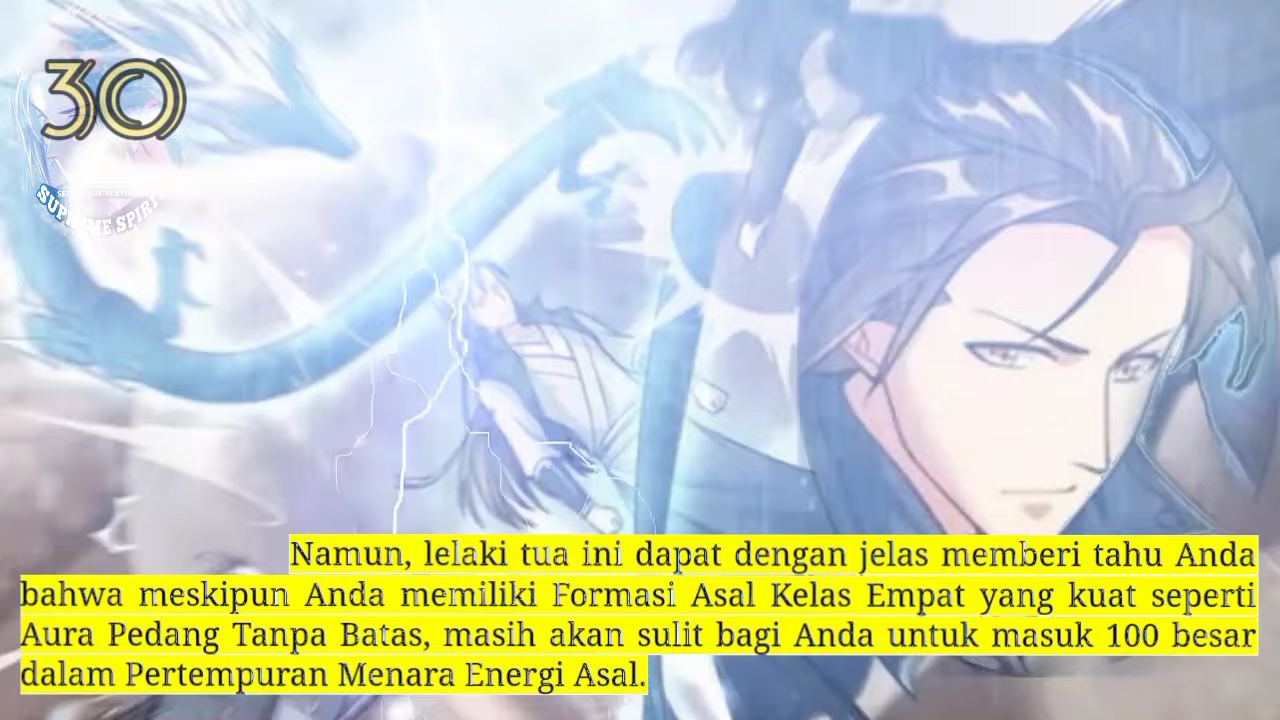 30
SUPREME SPIRIT
Namun, lelaki tua ini dapat dengan jelas memberi tahu Anda
bahwa meskipun Anda memiliki Formasi Asal Kelas Empat yang kuat seperti
Aura Pedang Tanpa Batas, masih akan sulit bagi Anda untuk masuk 100 besar
dalam Pertempuran Menara Energi Asal.